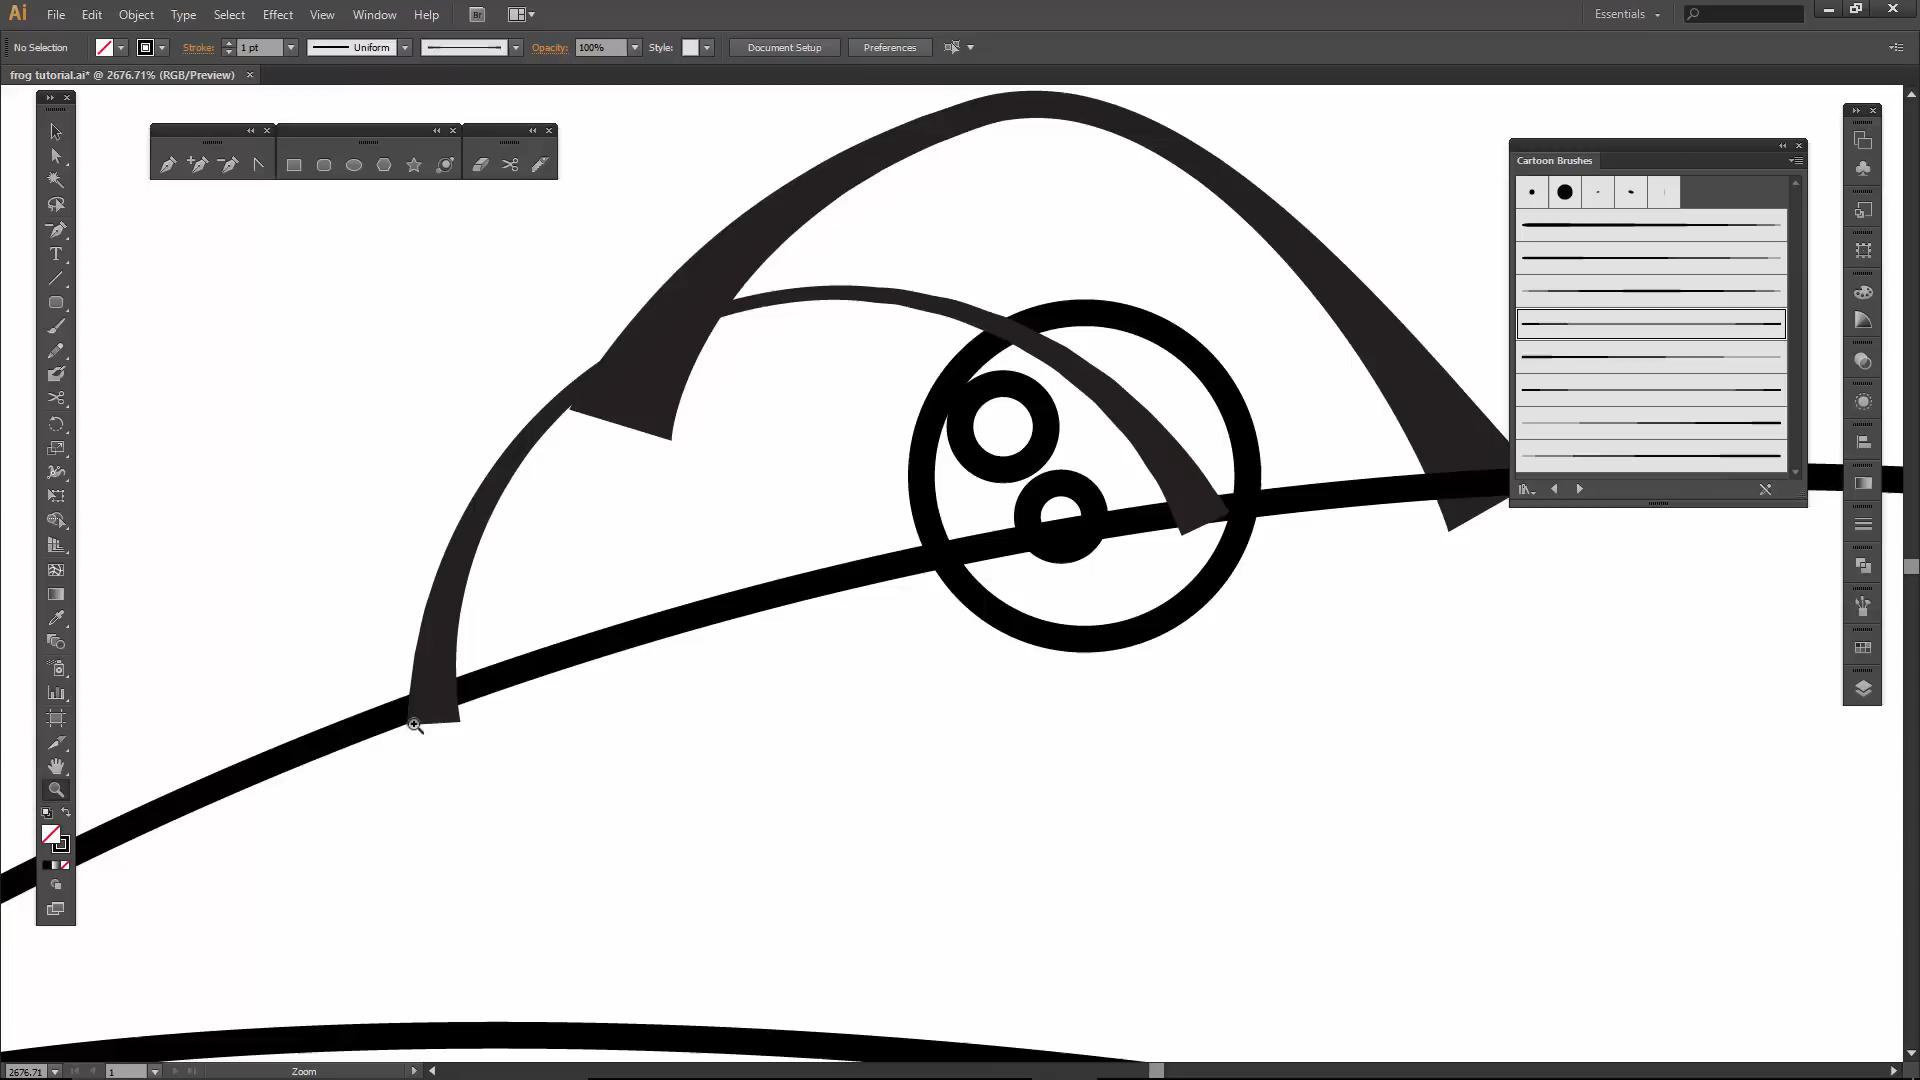 Ai File Edit Object Type Select Effect View Window Help Br Essentials
No Selection Stroke: 1 pt Uniform Opacity: 100% Style: Document Setup Preferences
frog tutorial.ai* @ 2676.71% (RGB/Preview)
Cartoon Brushes
T
2676.71 1 Zoom